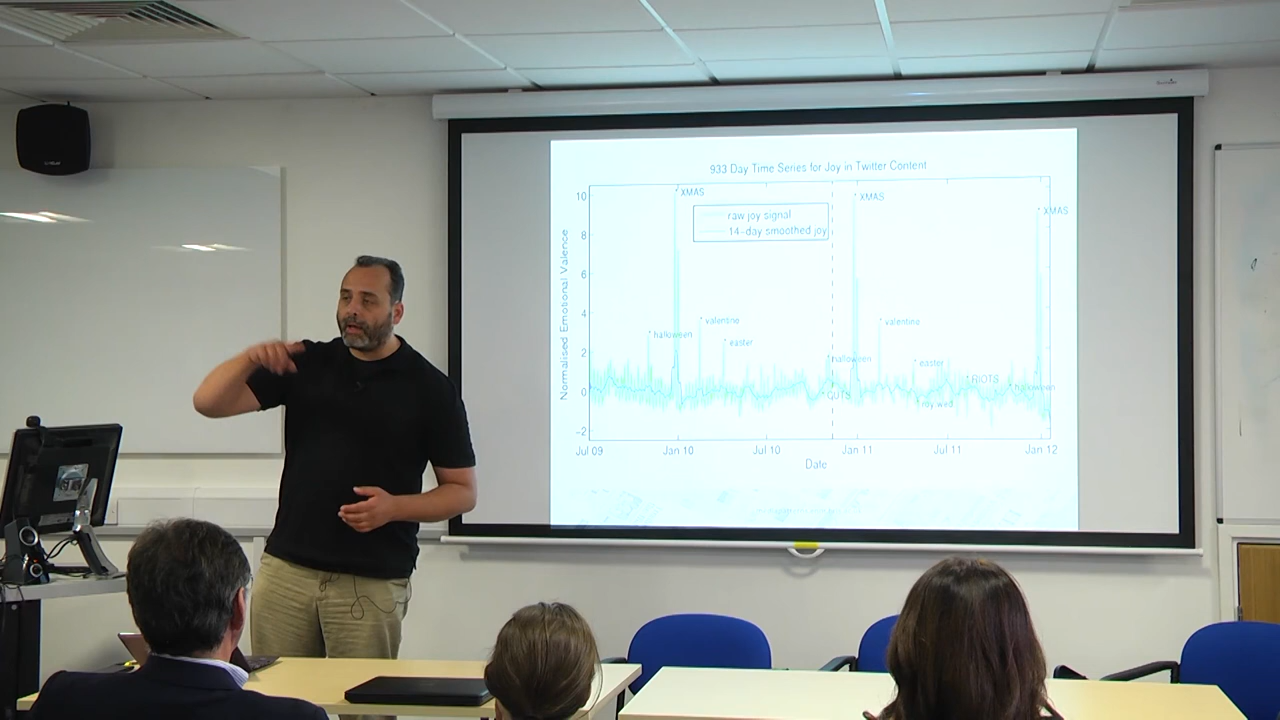 933 Day Time Series for Joy in Twitter Content
10
8
6
4
2
0
−2
Normalised Emotional Valence
XMAS
XMAS
XMAS
raw joy signal
14-day smoothed joy
halloween
valentine
easter
halloween
valentine
easter
CUTS
RIOTS
roy.wed.
halloween
Jul 09
Jan 10
Jul 10
Jan 11
Jul 11
Jan 12
Date